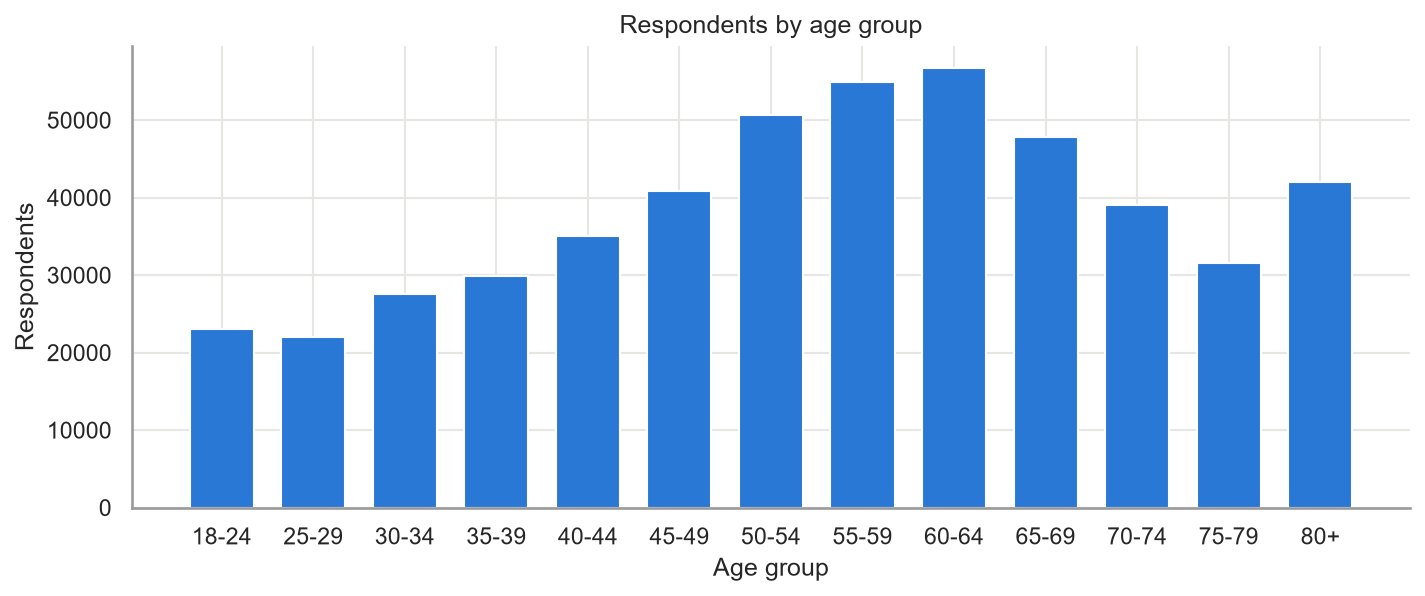 Respondents by age group
Respondents
50000
40000
30000
20000
10000
0
18-24 25-29 30-34 35-39 40-44 45-49 50-54 55-59 60-64 65-69 70-74 75-79 80+
Age group